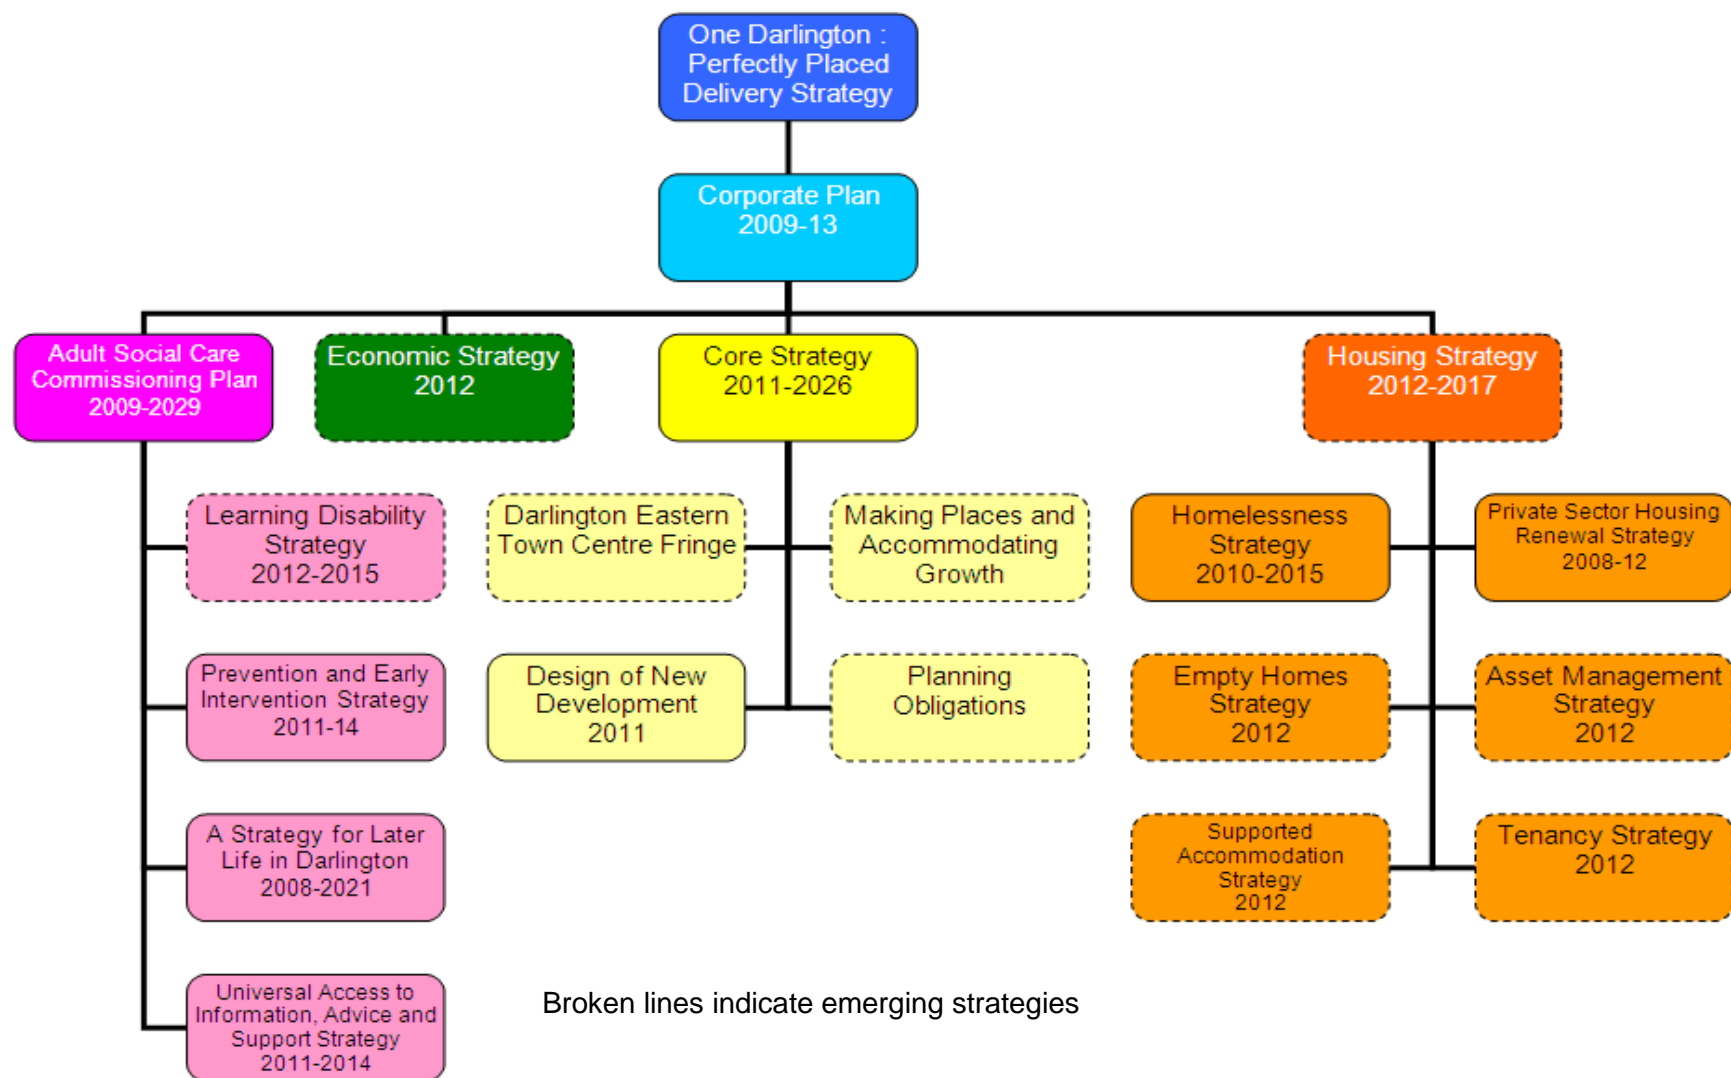 One Darlington :
Perfectly Placed
Delivery Strategy
Corporate Plan
2009-13
Adult Social Care
Commissioning Plan
2009-2029
Economic Strategy
2012
Core Strategy
2011-2026
Housing Strategy
2012-2017
Learning Disability
Strategy
2012-2015
Darlington Eastern
Town Centre Fringe
Making Places and
Accommodating
Growth
Homelessness
Strategy
2010-2015
Private Sector Housing
Renewal Strategy
2008-12
Prevention and Early
Intervention Strategy
2011-14
Design of New
Development
2011
Planning
Obligations
Empty Homes
Strategy
2012
Asset Management
Strategy
2012
A Strategy for Later
Life in Darlington
2008-2021
Supported
Accommodation
Strategy
2012
Tenancy Strategy
2012
Universal Access to
Information, Advice and
Support Strategy
2011-2014
Broken lines indicate emerging strategies